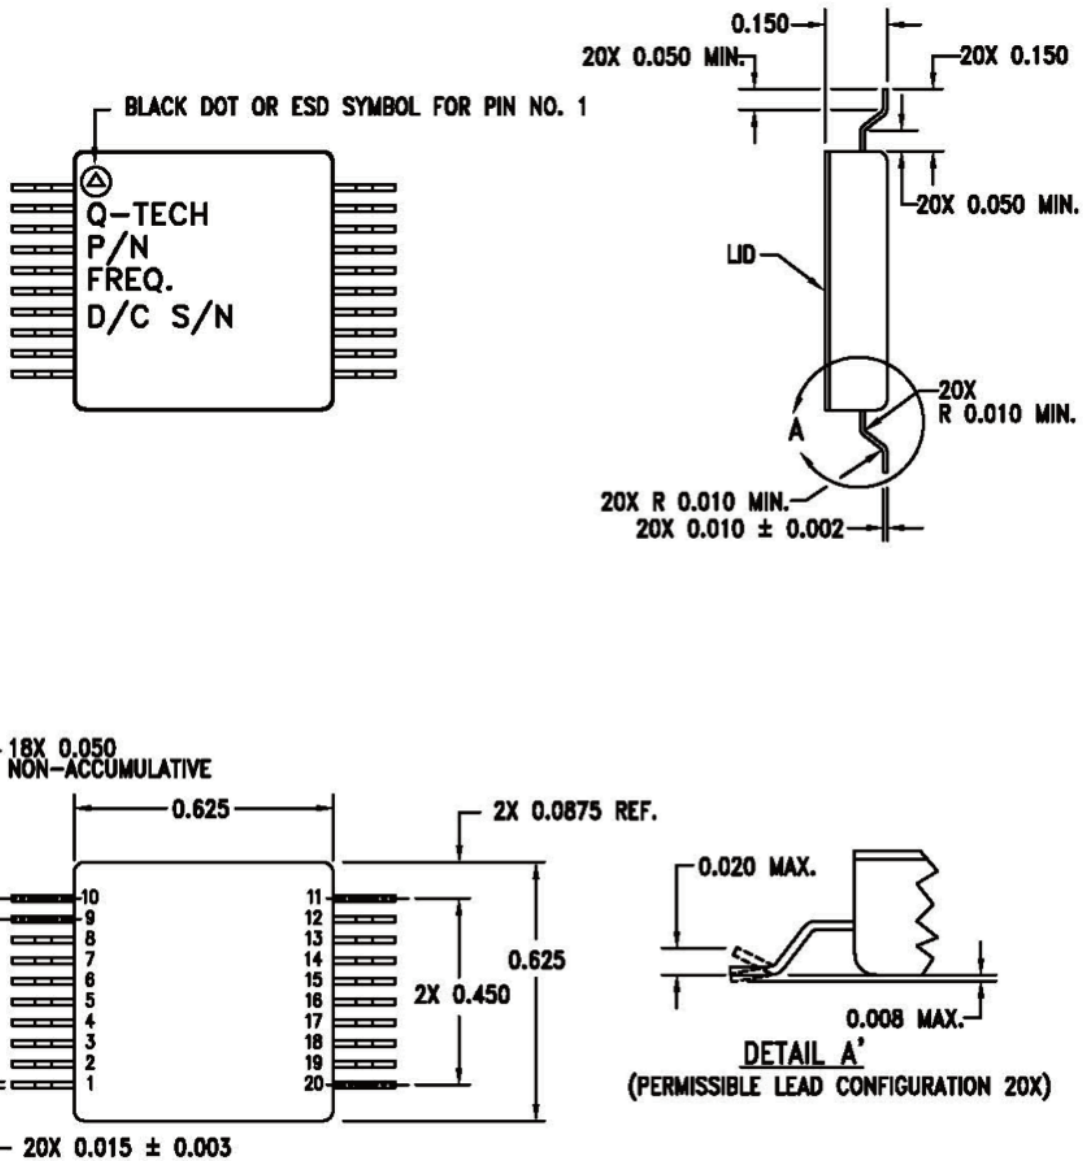 0.150
20X 0.050 MIN.
20X 0.150
BLACK DOT OR ESD SYMBOL FOR PIN NO. 1
Q-TECH
P/N
FREQ.
D/C S/N
20X 0.050 MIN.
LID
20X
R 0.010 MIN.
A
20X R 0.010 MIN.
20X 0.010 ± 0.002
18X 0.050
NON-ACCUMULATIVE
0.625
2X 0.0875 REF.
10
9
8
7
6
5
4
3
2
1
11
12
13
14
15
16
17
18
19
20
0.625
2X 0.450
0.020 MAX.
0.008 MAX.
DETAIL A'
(PERMISSIBLE LEAD CONFIGURATION 20X)
20X 0.015 ± 0.003